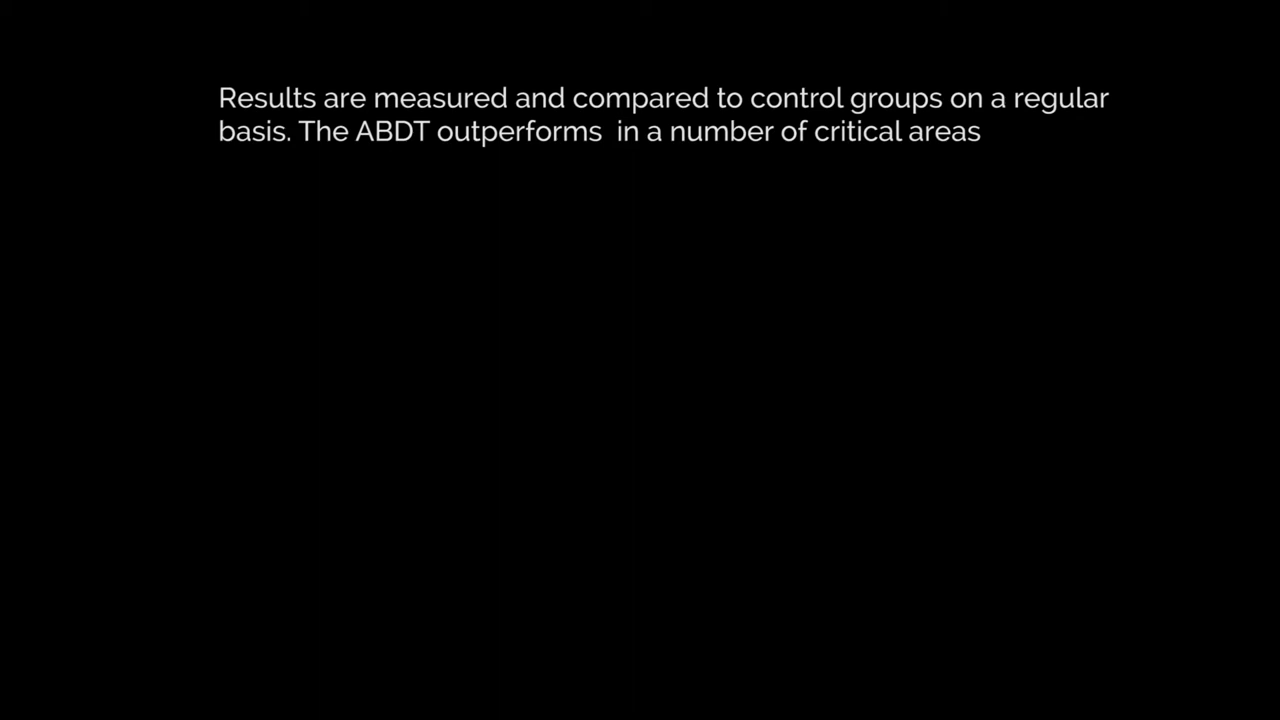 Results are measured and compared to control groups on a regular
basis. The ABDT outperforms  in a number of critical areas